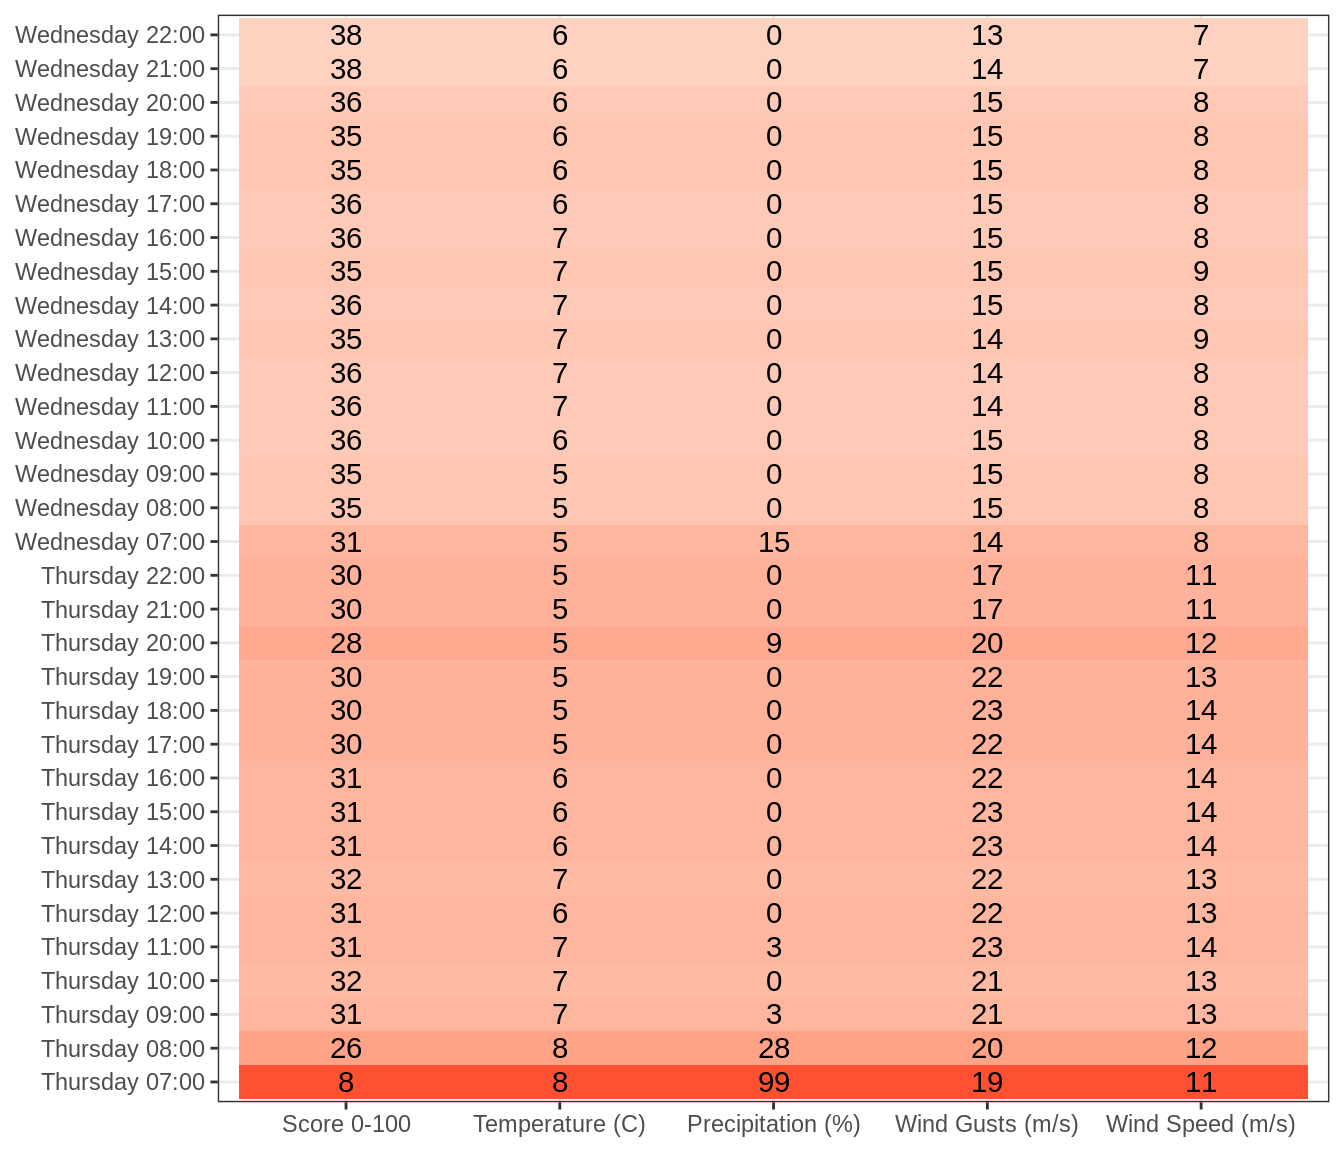 Wednesday 22:00 38 6 0 13 7
Wednesday 21:00 38 6 0 14 7
Wednesday 20:00 36 6 0 15 8
Wednesday 19:00 35 6 0 15 8
Wednesday 18:00 35 6 0 15 8
Wednesday 17:00 36 6 0 15 8
Wednesday 16:00 36 7 0 15 8
Wednesday 15:00 35 7 0 15 9
Wednesday 14:00 36 7 0 15 8
Wednesday 13:00 35 7 0 14 9
Wednesday 12:00 36 7 0 14 8
Wednesday 11:00 36 7 0 14 8
Wednesday 10:00 36 6 0 15 8
Wednesday 09:00 35 5 0 15 8
Wednesday 08:00 35 5 0 15 8
Wednesday 07:00 31 5 15 14 8
Thursday 22:00 30 5 0 17 11
Thursday 21:00 30 5 0 17 11
Thursday 20:00 28 5 9 20 12
Thursday 19:00 30 5 0 22 13
Thursday 18:00 30 5 0 23 14
Thursday 17:00 30 5 0 22 14
Thursday 16:00 31 6 0 22 14
Thursday 15:00 31 6 0 23 14
Thursday 14:00 31 6 0 23 14
Thursday 13:00 32 7 0 22 13
Thursday 12:00 31 6 0 22 13
Thursday 11:00 31 7 3 23 14
Thursday 10:00 32 7 0 21 13
Thursday 09:00 31 7 3 21 13
Thursday 08:00 26 8 28 20 12
Thursday 07:00 8 8 99 19 11
Score 0-100 Temperature (C) Precipitation (%) Wind Gusts (m/s) Wind Speed (m/s)